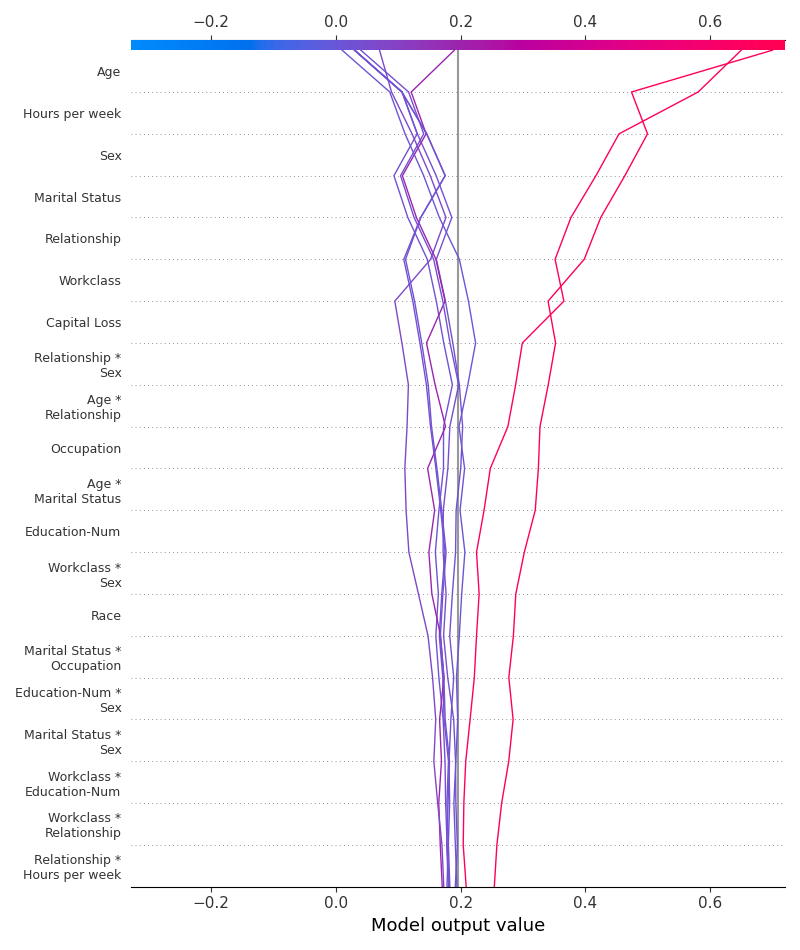 −0.2 0.0 0.2 0.4 0.6
Age
Hours per week
Sex
Marital Status
Relationship
Workclass
Capital Loss
Relationship *
Sex
Age *
Relationship
Occupation
Age *
Marital Status
Education-Num
Workclass *
Sex
Race
Marital Status *
Occupation
Education-Num *
Sex
Marital Status *
Sex
Workclass *
Education-Num
Workclass *
Relationship
Relationship *
Hours per week
−0.2 0.0 0.2 0.4 0.6
Model output value